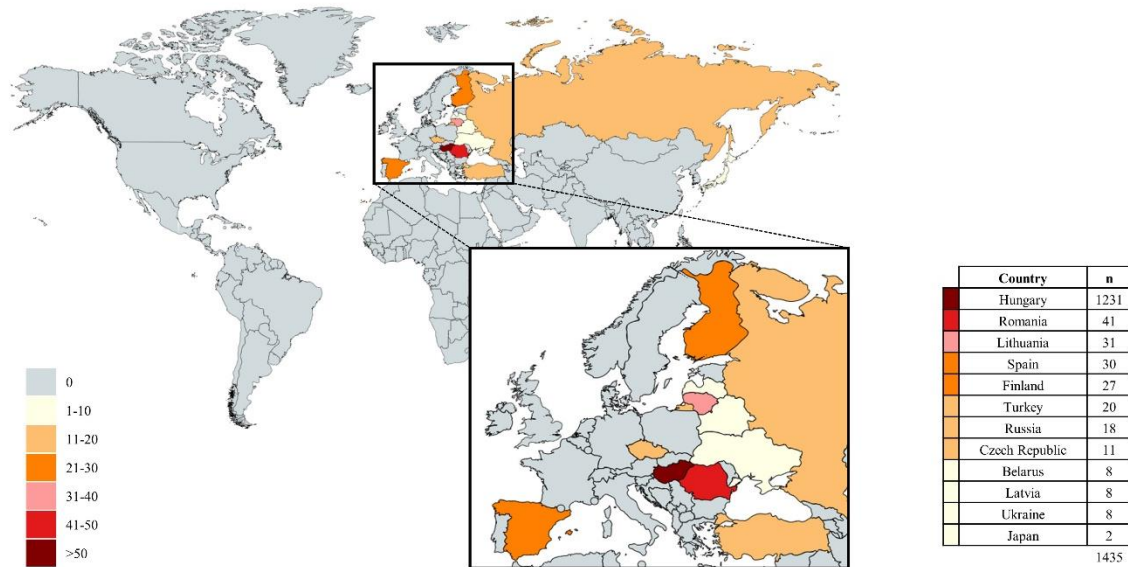 0
1-10
11-20
21-30
31-40
41-50
>50
Country n
Hungary 1231
Romania 41
Lithuania 31
Spain 30
Finland 27
Turkey 20
Russia 18
Czech Republic 11
Belarus 8
Latvia 8
Ukraine 8
Japan 2
1435